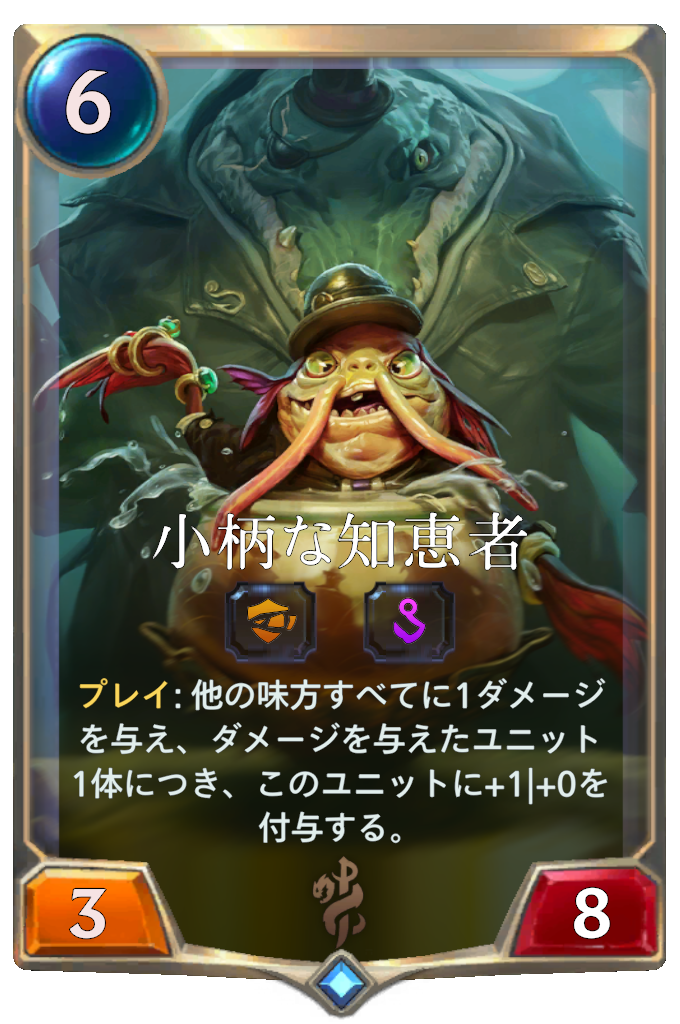 6
小柄な知恵者
プレイ: 他の味方すべてに1ダメージ
を与え、ダメージを与えたユニット
1体につき、このユニットに+1|+0を
付与する。
3
8